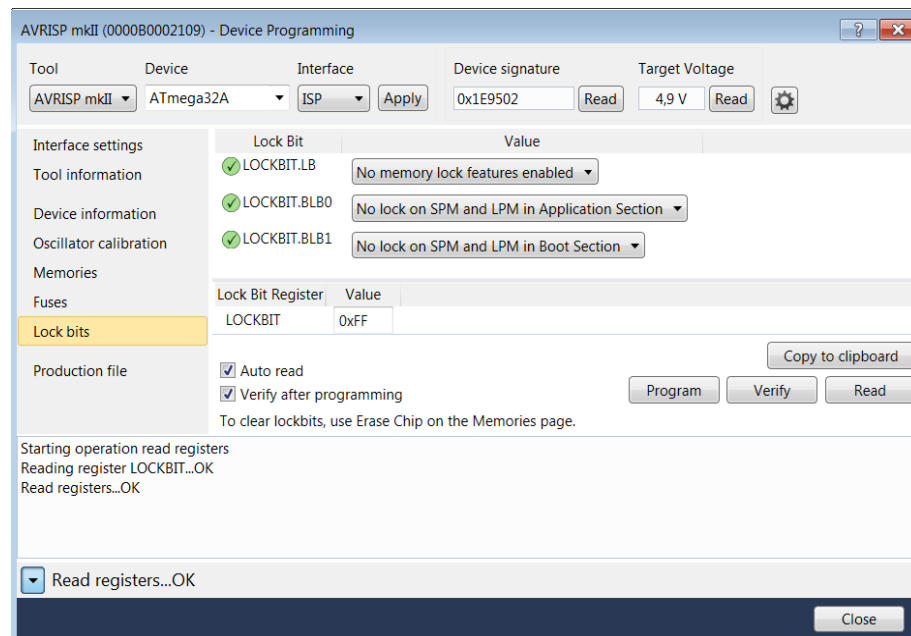 AVRISP mkII (0000B0002109) - Device Programming
Tool Device Interface Device signature Target Voltage
AVRISP mkII ATmega32A ISP Apply 0x1E9502 Read 4,9 V Read
Interface settings
Tool information
Device information
Oscillator calibration
Memories
Fuses
Lock bits
Production file
Lock Bit Value
LOCKBIT.LB No memory lock features enabled
LOCKBIT.BLB0 No lock on SPM and LPM in Application Section
LOCKBIT.BLB1 No lock on SPM and LPM in Boot Section
Lock Bit Register Value
LOCKBIT 0xFF
Copy to clipboard
Auto read
Verify after programming
Program Verify Read
To clear lockbits, use Erase Chip on the Memories page.
Starting operation read registers
Reading register LOCKBIT...OK
Read registers...OK
Read registers...OK
Close